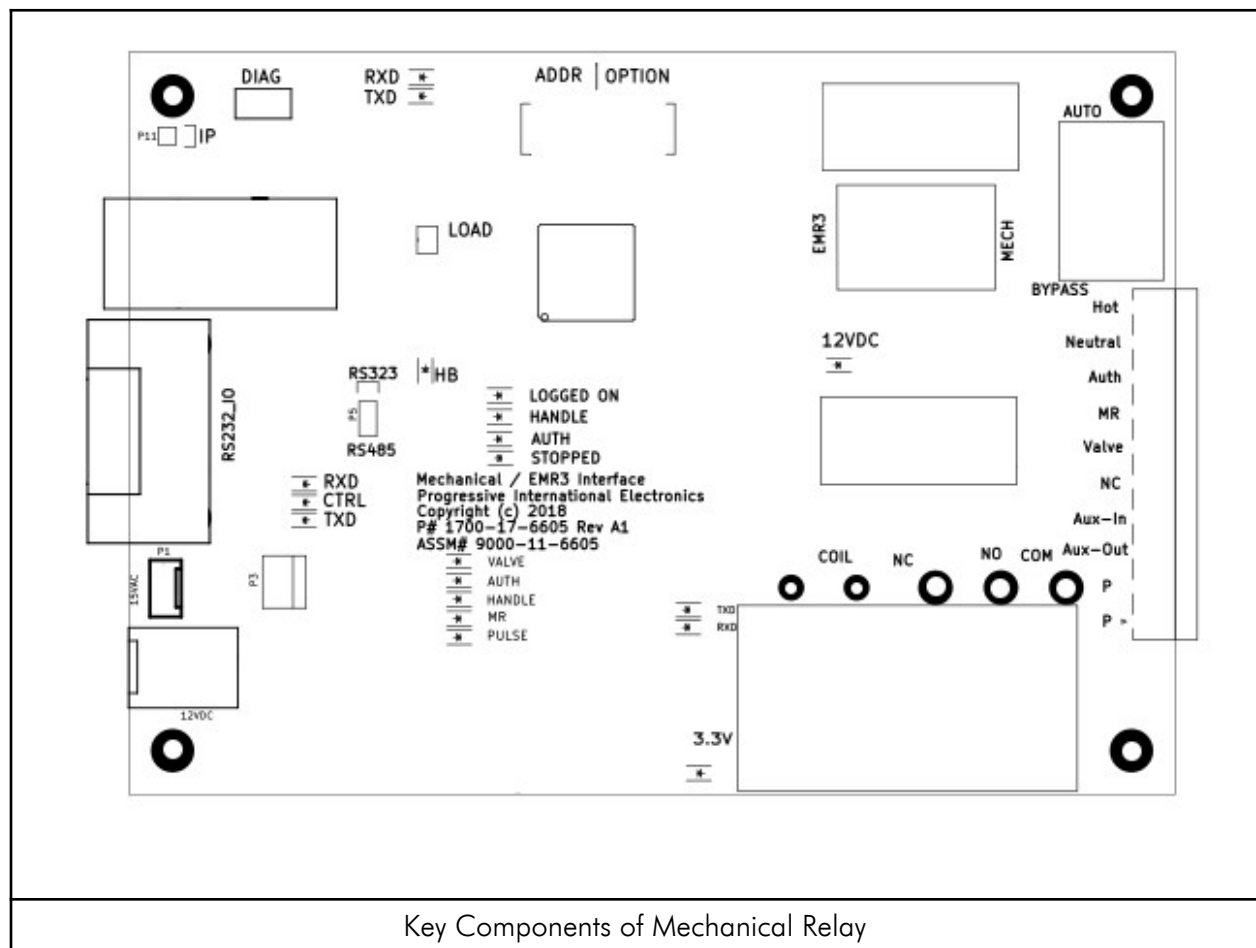 DIAG
RXD
TXD
ADDR | OPTION
AUTO
P11
IP
LOAD
EMR3
MECH
BYPASS
Hot
Neutral
Auth
MR
Valve
NC
Aux-In
Aux-Out
P
P
12VDC
RS323
*HB
P5
RS485
RS232_IO
LOGGED ON
HANDLE
AUTH
STOPPED
RXD
CTRL
TXD
Mechanical / EMR3 Interface
Progressive International Electronics
Copyright (c) 2018
P# 1700-17-6605 Rev A1
ASSM# 9000-11-6605
P1
15VAC
P3
VALVE
AUTH
HANDLE
MR
PULSE
COIL
NC
NO
COM
TXD
RXD
12VDC
3.3V
Key Components of Mechanical Relay